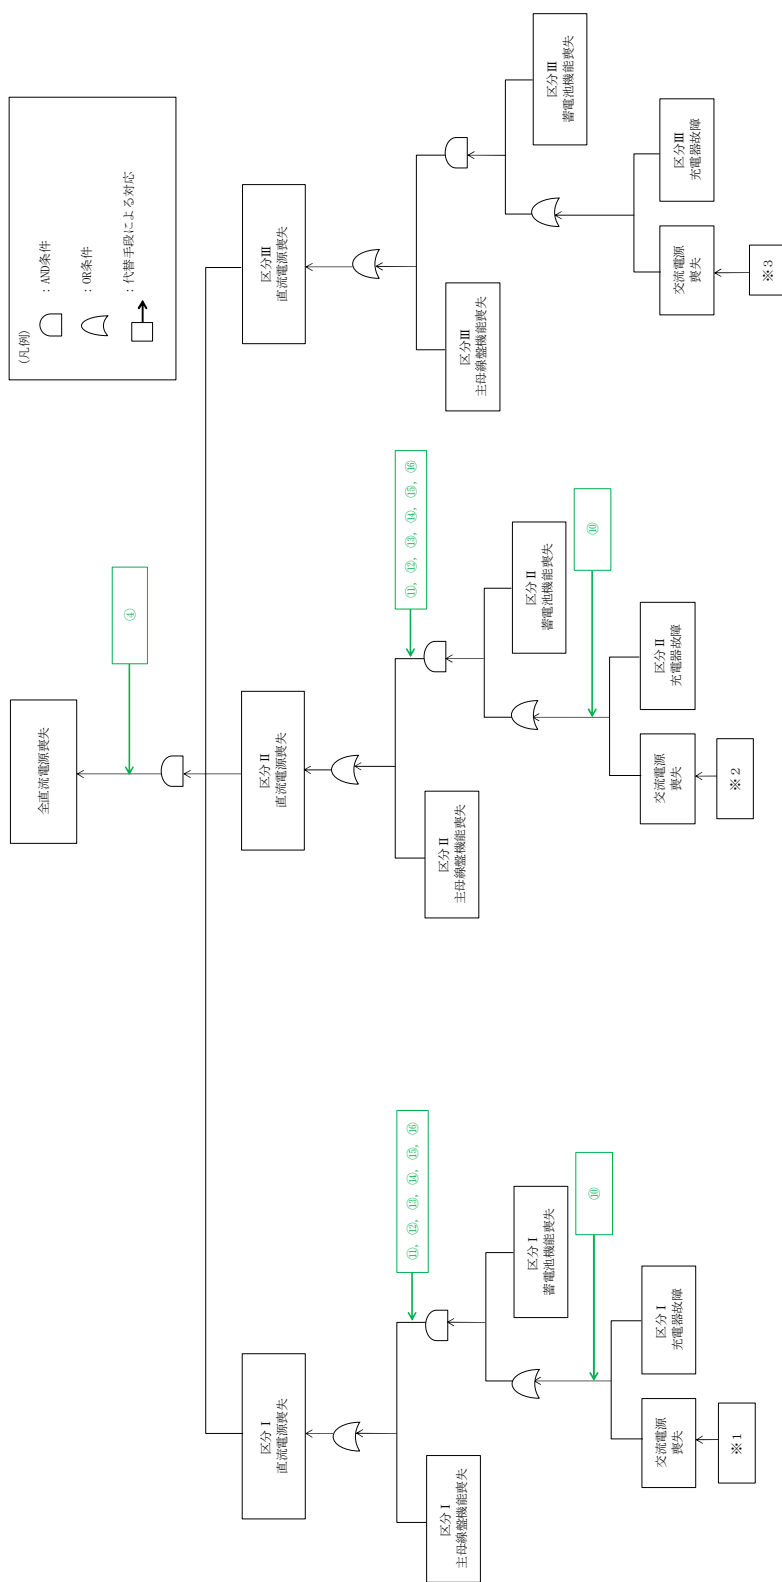 (凡例)
：AND条件
：OR条件
：代替手段による対応
全直流電源喪失
④
区分Ⅰ
直流電源喪失
区分Ⅱ
直流電源喪失
区分Ⅲ
直流電源喪失
⑪，⑫，⑬，⑭，⑮，⑯
⑪，⑫，⑬，⑭，⑮，⑯
区分Ⅰ
主母線盤機能喪失
区分Ⅰ
蓄電池機能喪失
区分Ⅱ
主母線盤機能喪失
区分Ⅱ
蓄電池機能喪失
区分Ⅲ
主母線盤機能喪失
区分Ⅲ
蓄電池機能喪失
⑩
⑩
交流電源
喪失
区分Ⅰ
充電器故障
交流電源
喪失
区分Ⅱ
充電器故障
交流電源
喪失
区分Ⅲ
充電器故障
※1
※2
※3